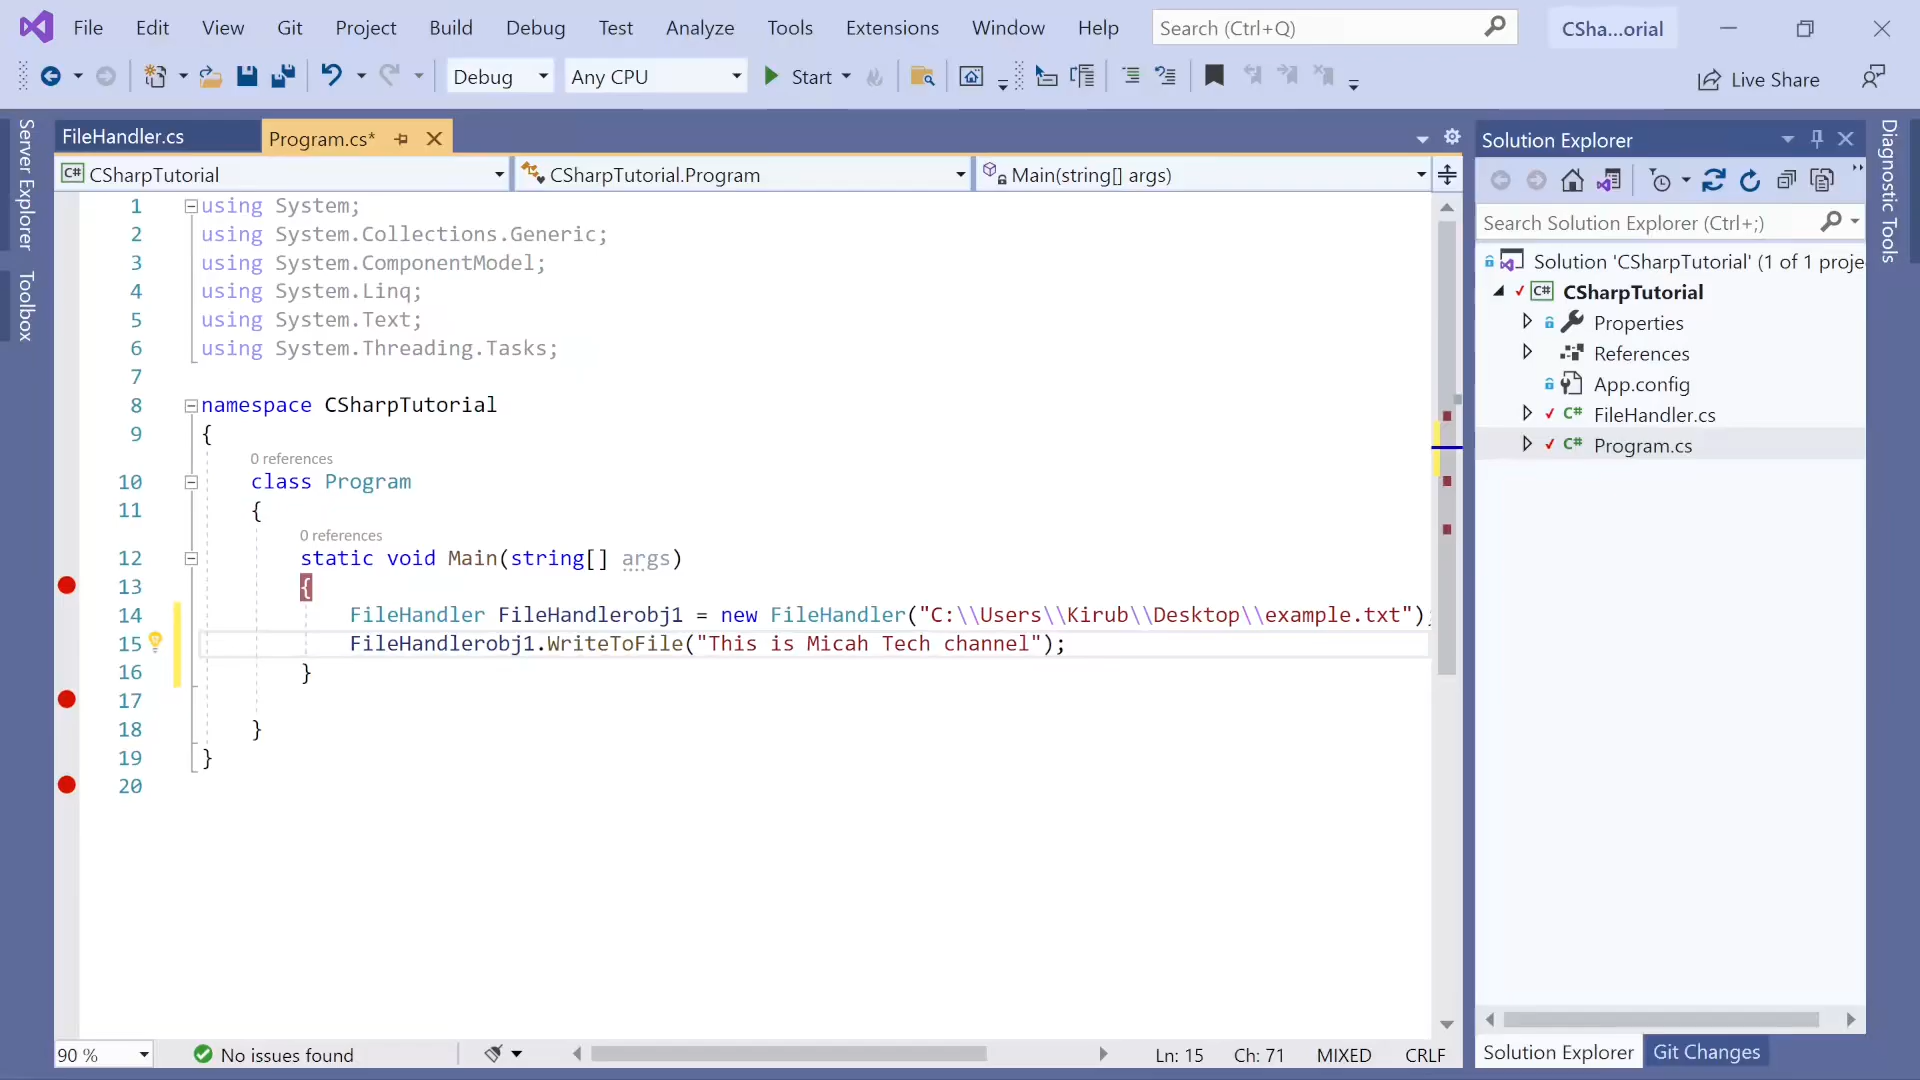 File Edit View Git Project Build Debug Test Analyze Tools Extensions Window Help Search (Ctrl+Q) CSha...orial
Debug Any CPU Start Live Share
Server Explorer
Toolbox
FileHandler.cs Program.cs*
C# CSharpTutorial CSharpTutorial.Program Main(string[] args)
1 using System;
2 using System.Collections.Generic;
3 using System.ComponentModel;
4 using System.Linq;
5 using System.Text;
6 using System.Threading.Tasks;
7
8 namespace CSharpTutorial
9 {
0 references
10 class Program
11 {
0 references
12 static void Main(string[] args)
13 {
14 FileHandler FileHandlerobj1 = new FileHandler("C:\\Users\\Kirub\\Desktop\\example.txt");
15 FileHandlerobj1.WriteToFile("This is Micah Tech channel");
16 }
17
18 }
19 }
20
90 % No issues found Ln: 15 Ch: 71 MIXED CRLF
Solution Explorer
Search Solution Explorer (Ctrl+;)
Solution 'CSharpTutorial' (1 of 1 proje
C# CSharpTutorial
Properties
References
App.config
C# FileHandler.cs
C# Program.cs
Solution Explorer Git Changes
Diagnostic Tools